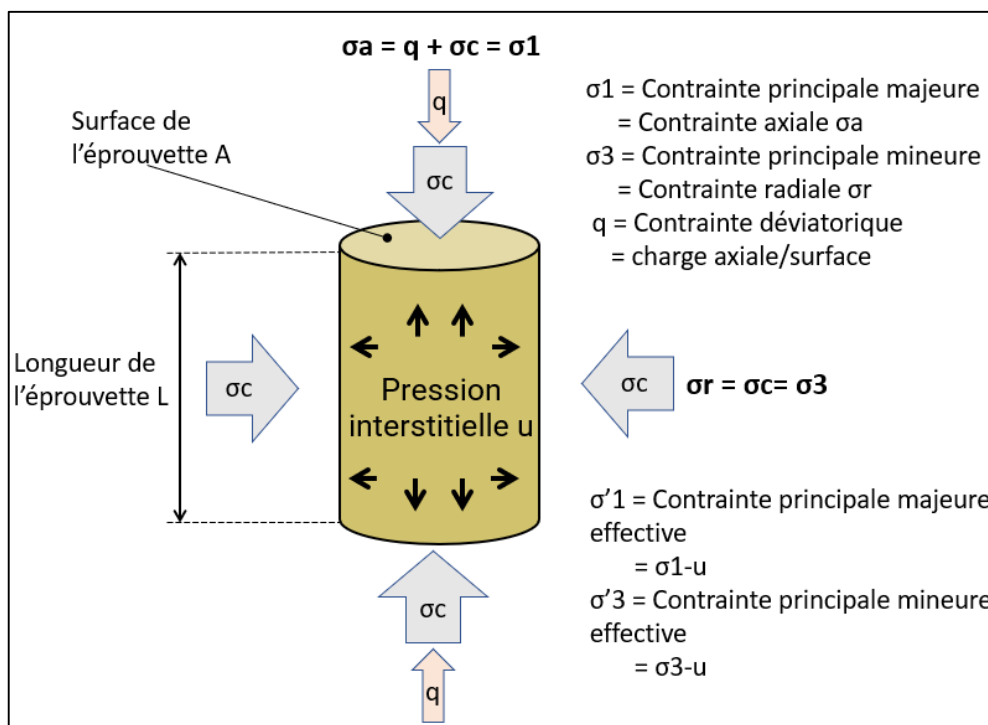 σa = q + σc = σ1
q
σc
Surface de
l’éprouvette A
σ1 = Contrainte principale majeure
= Contrainte axiale σa
σ3 = Contrainte principale mineure
= Contrainte radiale σr
q = Contrainte déviatorique
= charge axiale/surface
Longueur de
l’éprouvette L
σc
Pression
interstitielle u
σc
σr = σc= σ3
σ’1 = Contrainte principale majeure
effective
= σ1-u
σ’3 = Contrainte principale mineure
effective
= σ3-u
σc
q